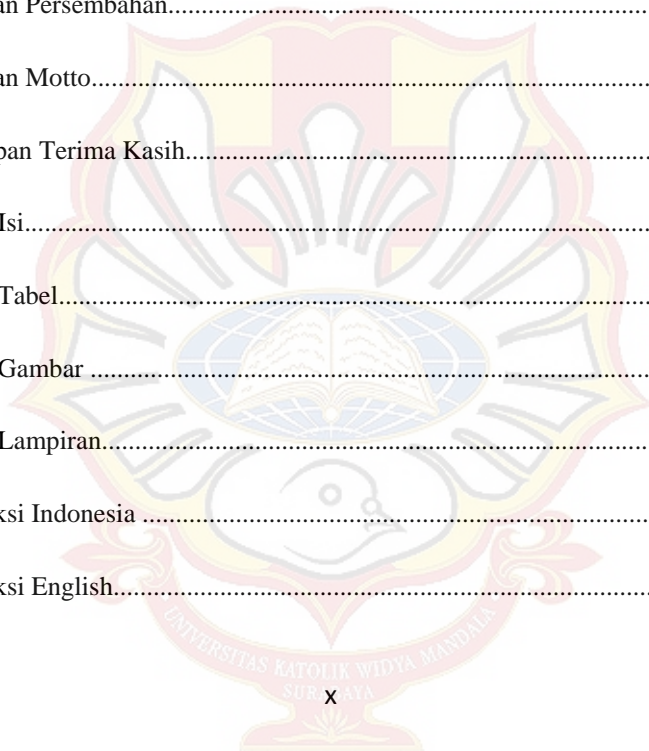 an Persembahan
an Motto
pan Terima Kasih
Isi
Tabel
Gambar
Lampiran
ksi Indonesia
ksi English
UNIVERSITAS KATOLIK WIDYA MANDALA
SURABAYA
x